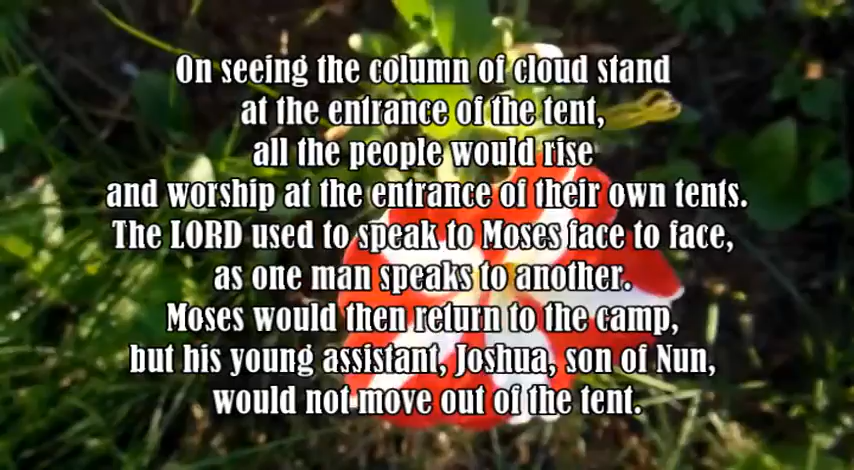 On seeing the column of cloud stand
at the entrance of the tent,
all the people would rise
and worship at the entrance of their own tents.
The LORD used to speak to Moses face to face,
as one man speaks to another.
Moses would then return to the camp,
but his young assistant, Joshua, son of Nun,
would not move out of the tent.